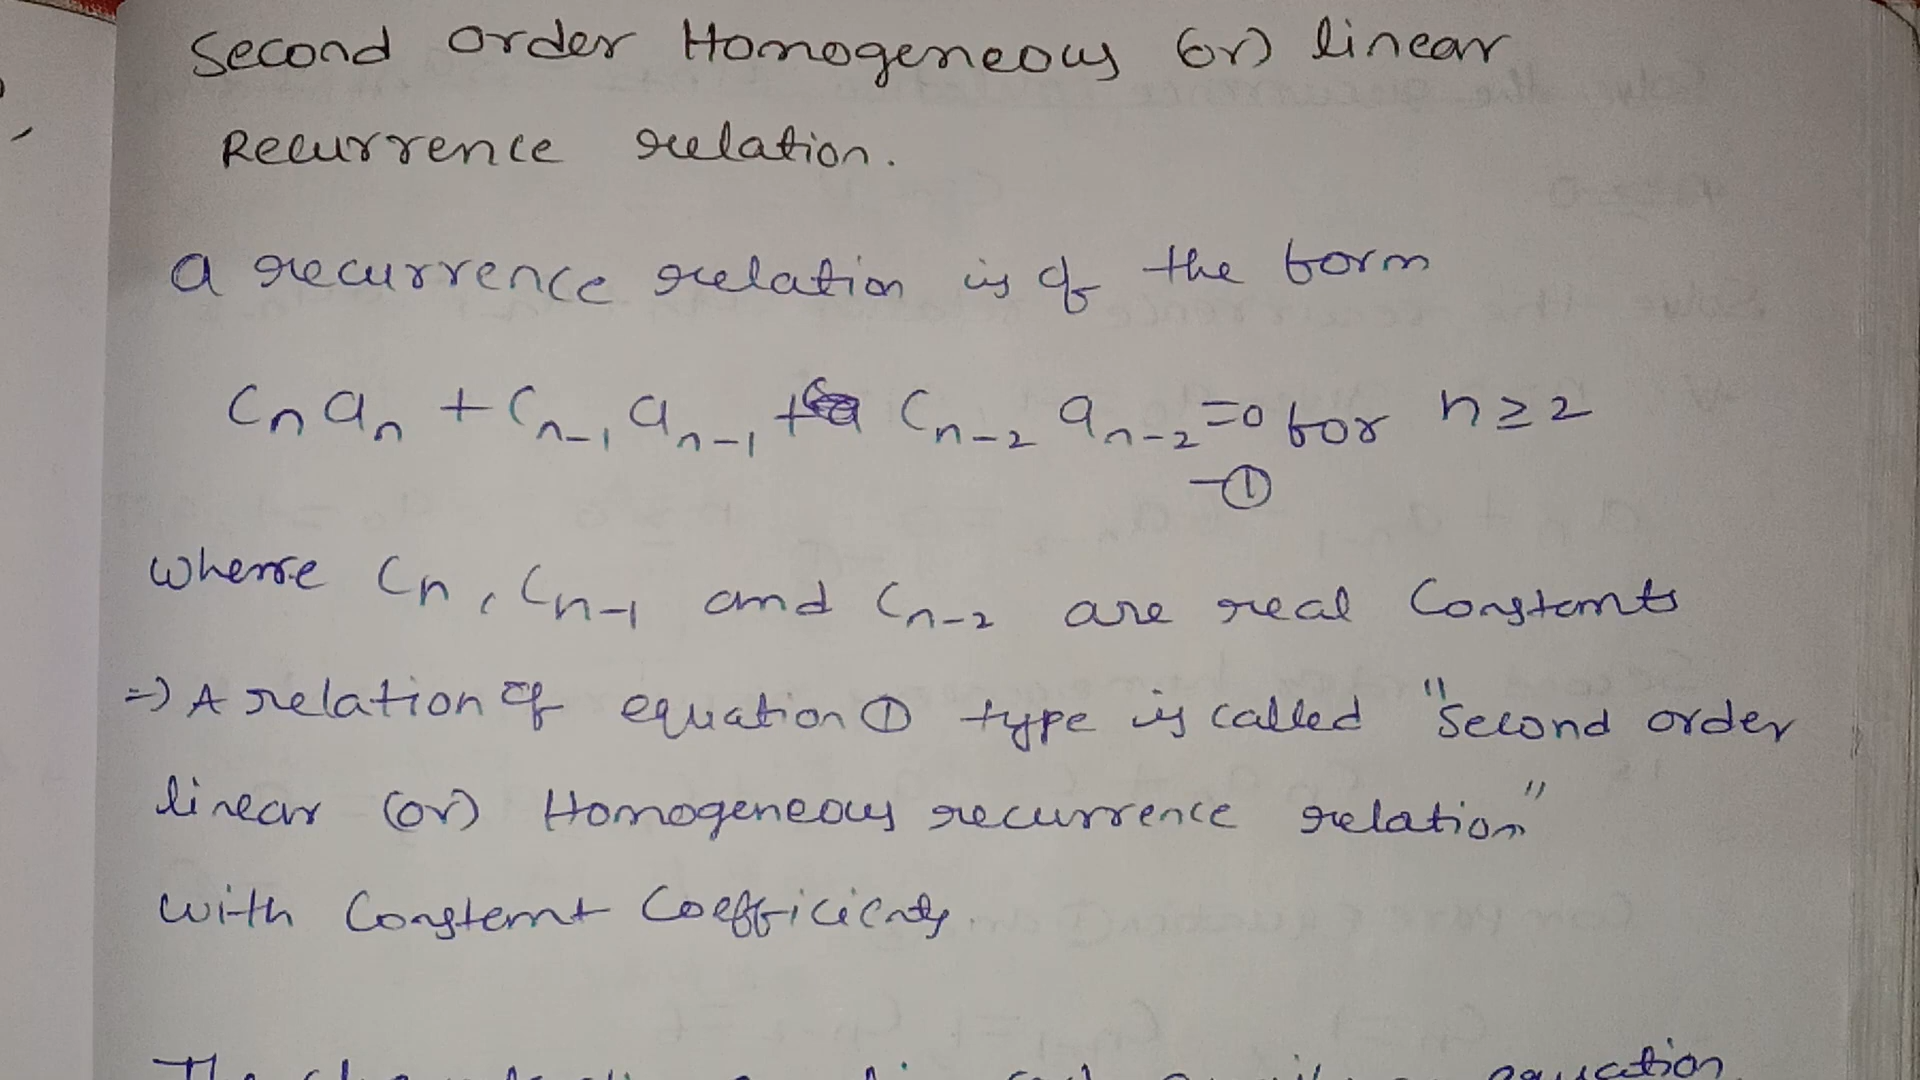 Second order Homogeneous (or) linear
Recurrence relation.
a recurrence relation is of the form
Cn an + Cn-1 an-1 + Cn-2 an-2 = 0 for n ≥ 2
-①
where Cn, Cn-1 and Cn-2 are real Constants
=) A relation of equation ① type is called "Second order
linear (or) Homogeneous recurrence relation"
with Constant Coefficients.
equation